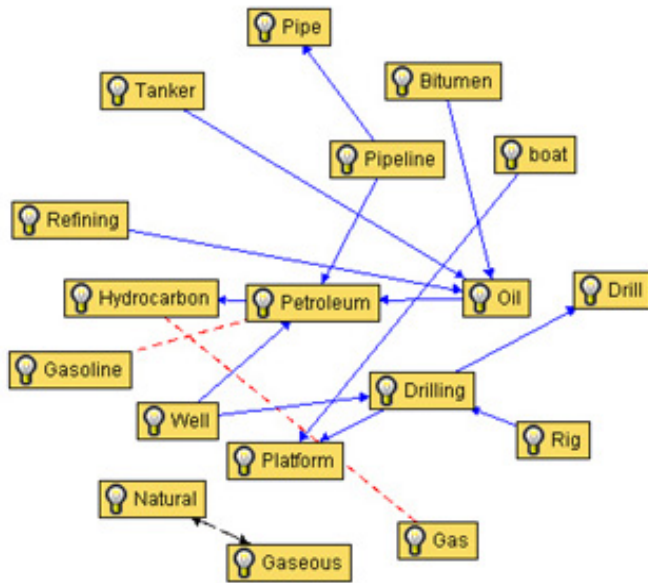 Pipe
Bitumen
Tanker
Pipeline
boat
Refining
Hydrocarbon
Petroleum
Oil
Drill
Gasoline
Drilling
Well
Rig
Platform
Natural
Gas
Gaseous